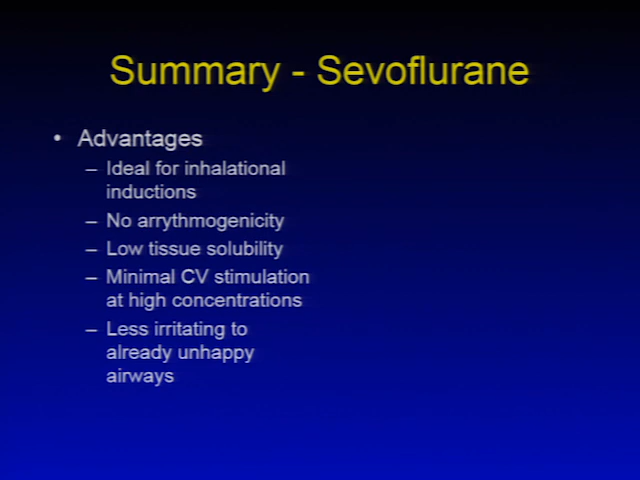 Summary - Sevoflurane
• Advantages
– Ideal for inhalational
inductions
– No arrythmogenicity
– Low tissue solubility
– Minimal CV stimulation
at high concentrations
– Less irritating to
already unhappy
airways